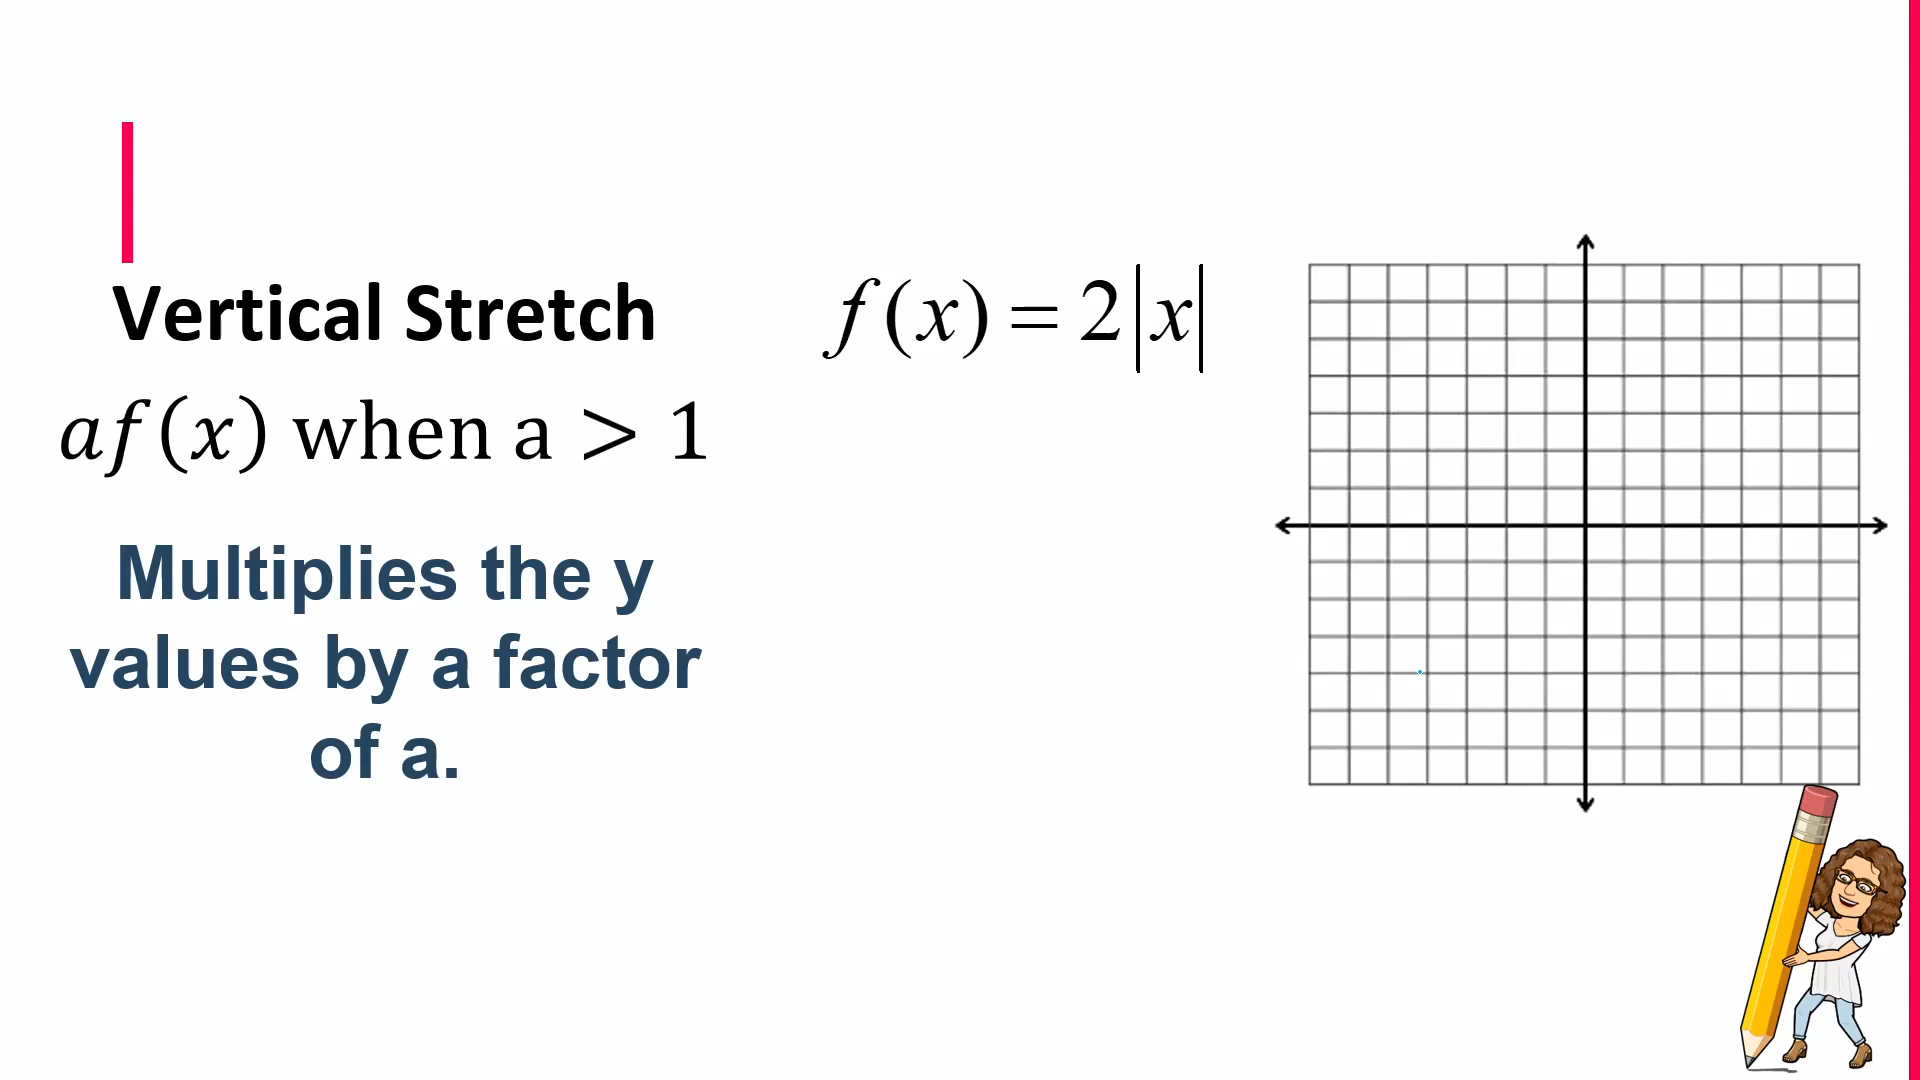 Vertical Stretch
𝑎𝑓(𝑥) when a > 1
Multiplies the y
values by a factor
of a.
f(x) = 2|x|